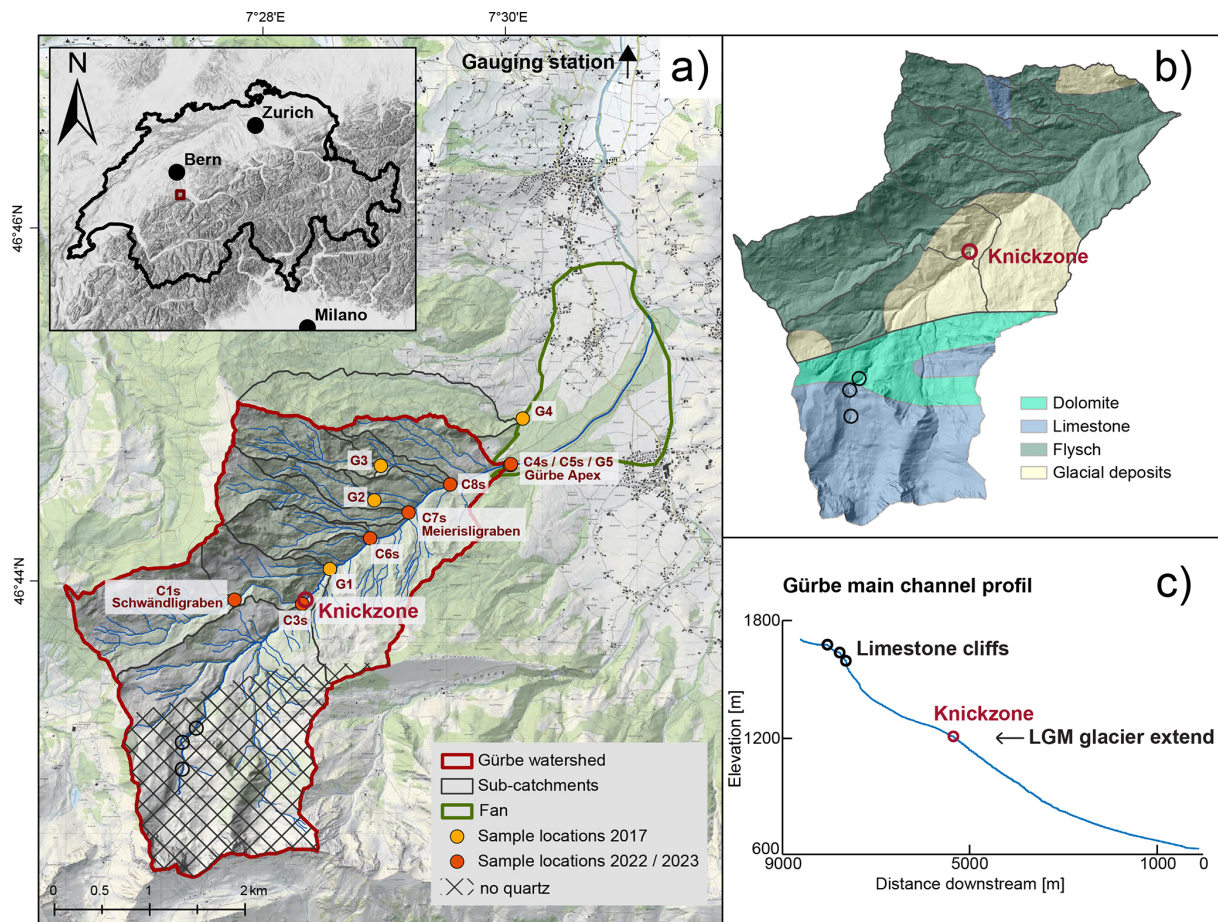 7°28'E
7°30'E
46°46'N
46°44'N
a)
Gauging station
N
Zurich
Bern
Milano
G4
G3
C4s / C5s / G5
Gürbe Apex
C8s
G2
C7s
Meierisligraben
C6s
G1
C1s
Schwändligraben
Knickzone
C3s
Gürbe watershed
Sub-catchments
Fan
Sample locations 2017
Sample locations 2022 / 2023
no quartz
0 0.5 1 2 km
b)
Knickzone
Dolomite
Limestone
Flysch
Glacial deposits
c)
Gürbe main channel profil
1800
Limestone cliffs
Knickzone
1200
LGM glacier extend
Elevation [m]
600
9000 5000 1000 0
Distance downstream [m]